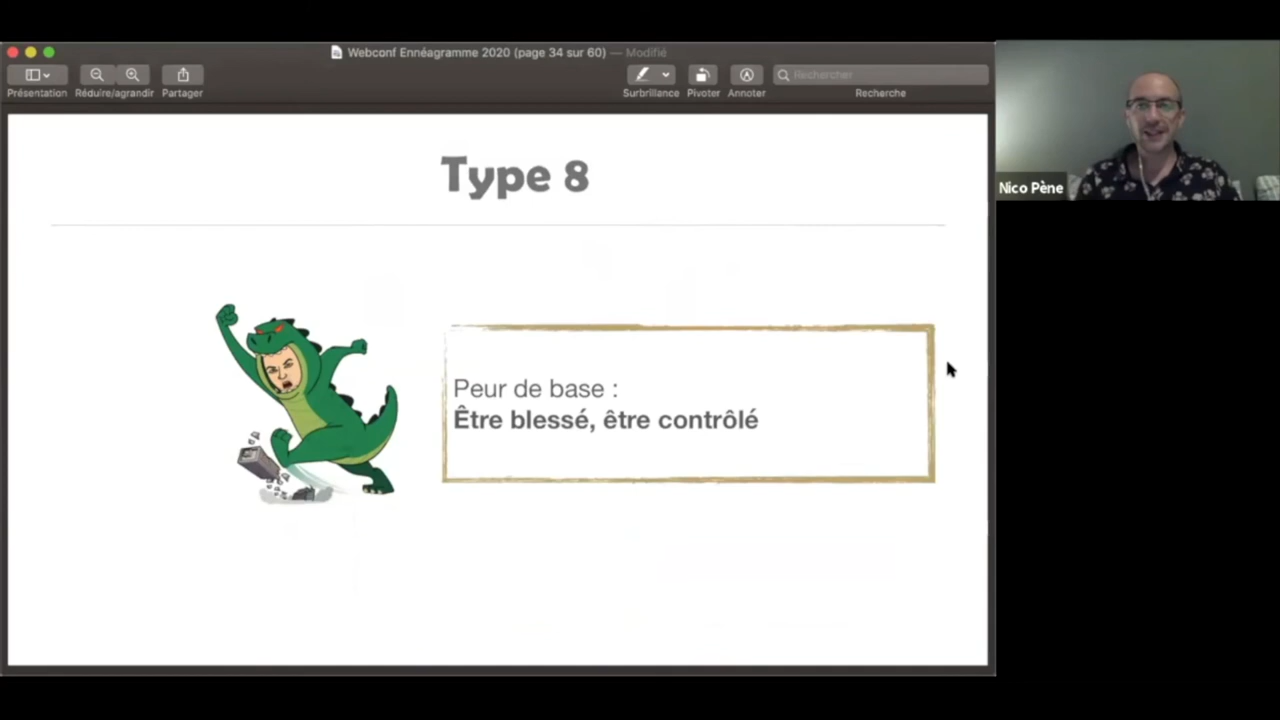 Webconf Ennéagramme 2020 (page 34 sur 60) — Modifié
Présentation
Réduire/agrandir
Partager
Surbrillance
Pivoter
Annoter
Rechercher
Recherche
Type 8
Peur de base :
Être blessé, être contrôlé
Nico Pène